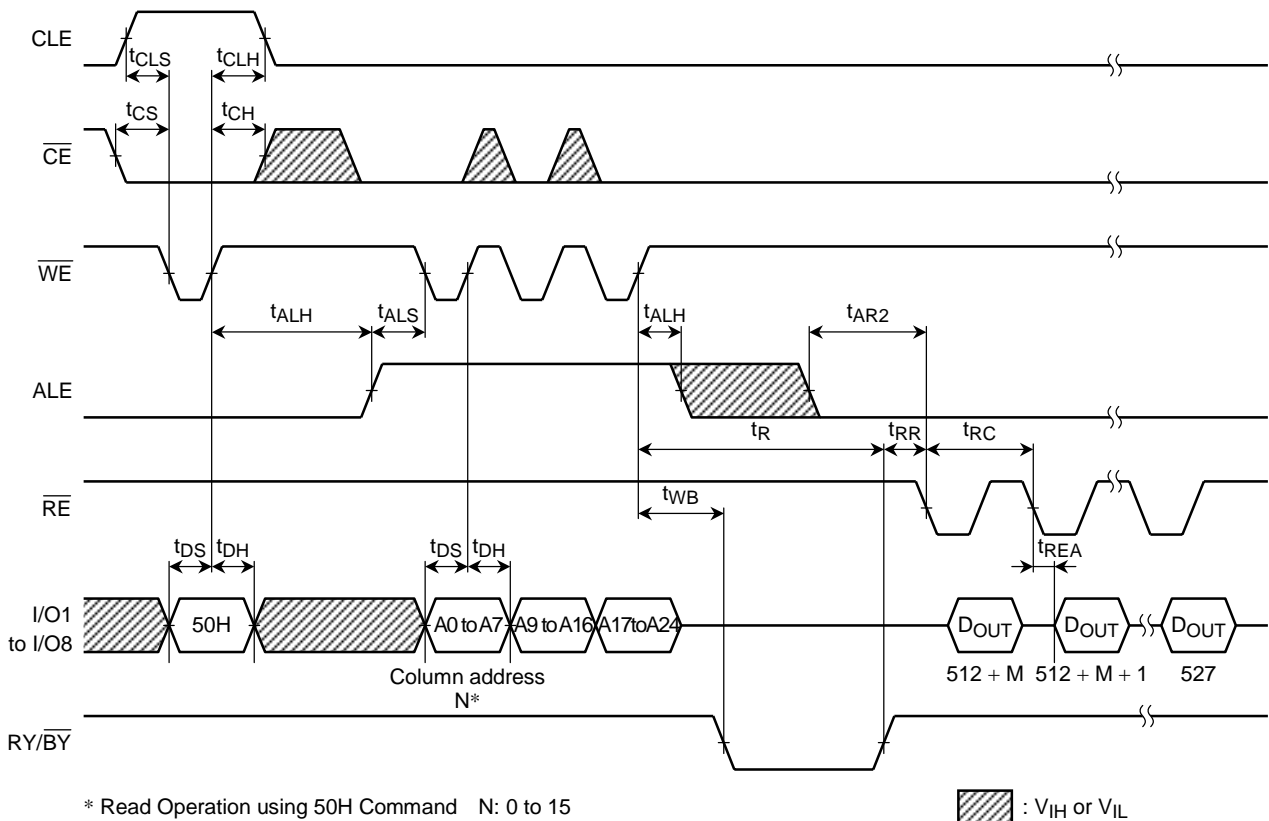 CLE
tCLS tCLH
tCS tCH
CE
WE
tALH tALS tALH tAR2
ALE
tR tRR tRC
RE
tWB
tDS tDH tDS tDH tREA
I/O1
to I/O8
50H A0 to A7 A9 to A16 A17 to A24 DOUT DOUT DOUT
512 + M 512 + M + 1 527
Column address
N*
RY/BY
* Read Operation using 50H Command N: 0 to 15
: VIH or VIL